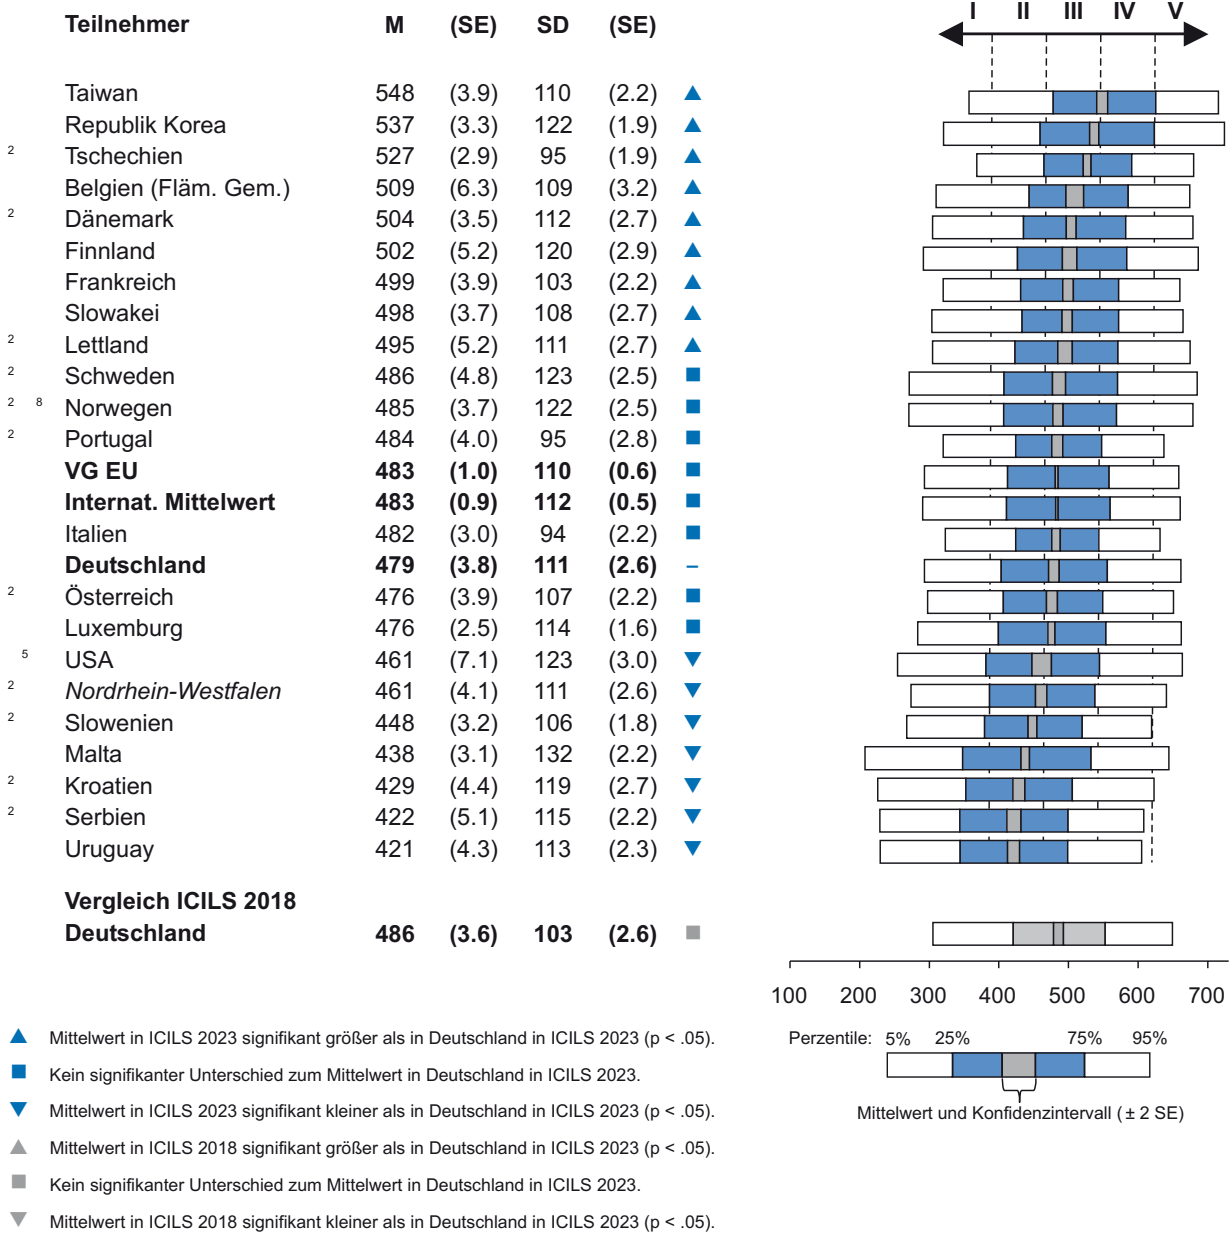 Teilnehmer M (SE) SD (SE) I II III IV V
Taiwan 548 (3.9) 110 (2.2) ▲
Republik Korea 537 (3.3) 122 (1.9) ▲
2 Tschechien 527 (2.9) 95 (1.9) ▲
Belgien (Fläm. Gem.) 509 (6.3) 109 (3.2) ▲
2 Dänemark 504 (3.5) 112 (2.7) ▲
Finnland 502 (5.2) 120 (2.9) ▲
Frankreich 499 (3.9) 103 (2.2) ▲
Slowakei 498 (3.7) 108 (2.7) ▲
2 Lettland 495 (5.2) 111 (2.7) ▲
2 Schweden 486 (4.8) 123 (2.5) ■
2 8 Norwegen 485 (3.7) 122 (2.5) ■
2 Portugal 484 (4.0) 95 (2.8) ■
VG EU 483 (1.0) 110 (0.6) ■
Internat. Mittelwert 483 (0.9) 112 (0.5) ■
Italien 482 (3.0) 94 (2.2) ■
Deutschland 479 (3.8) 111 (2.6) –
2 Österreich 476 (3.9) 107 (2.2) ■
Luxemburg 476 (2.5) 114 (1.6) ■
5 USA 461 (7.1) 123 (3.0) ▼
2 Nordrhein-Westfalen 461 (4.1) 111 (2.6) ▼
2 Slowenien 448 (3.2) 106 (1.8) ▼
Malta 438 (3.1) 132 (2.2) ▼
2 Kroatien 429 (4.4) 119 (2.7) ▼
2 Serbien 422 (5.1) 115 (2.2) ▼
Uruguay 421 (4.3) 113 (2.3) ▼
Vergleich ICILS 2018
Deutschland 486 (3.6) 103 (2.6) ■
100 200 300 400 500 600 700
▲ Mittelwert in ICILS 2023 signifikant größer als in Deutschland in ICILS 2023 (p < .05).
■ Kein signifikanter Unterschied zum Mittelwert in Deutschland in ICILS 2023.
▼ Mittelwert in ICILS 2023 signifikant kleiner als in Deutschland in ICILS 2023 (p < .05).
▲ Mittelwert in ICILS 2018 signifikant größer als in Deutschland in ICILS 2023 (p < .05).
■ Kein signifikanter Unterschied zum Mittelwert in Deutschland in ICILS 2023.
▼ Mittelwert in ICILS 2018 signifikant kleiner als in Deutschland in ICILS 2023 (p < .05).
Perzentile: 5% 25% 75% 95%
Mittelwert und Konfidenzintervall (± 2 SE)